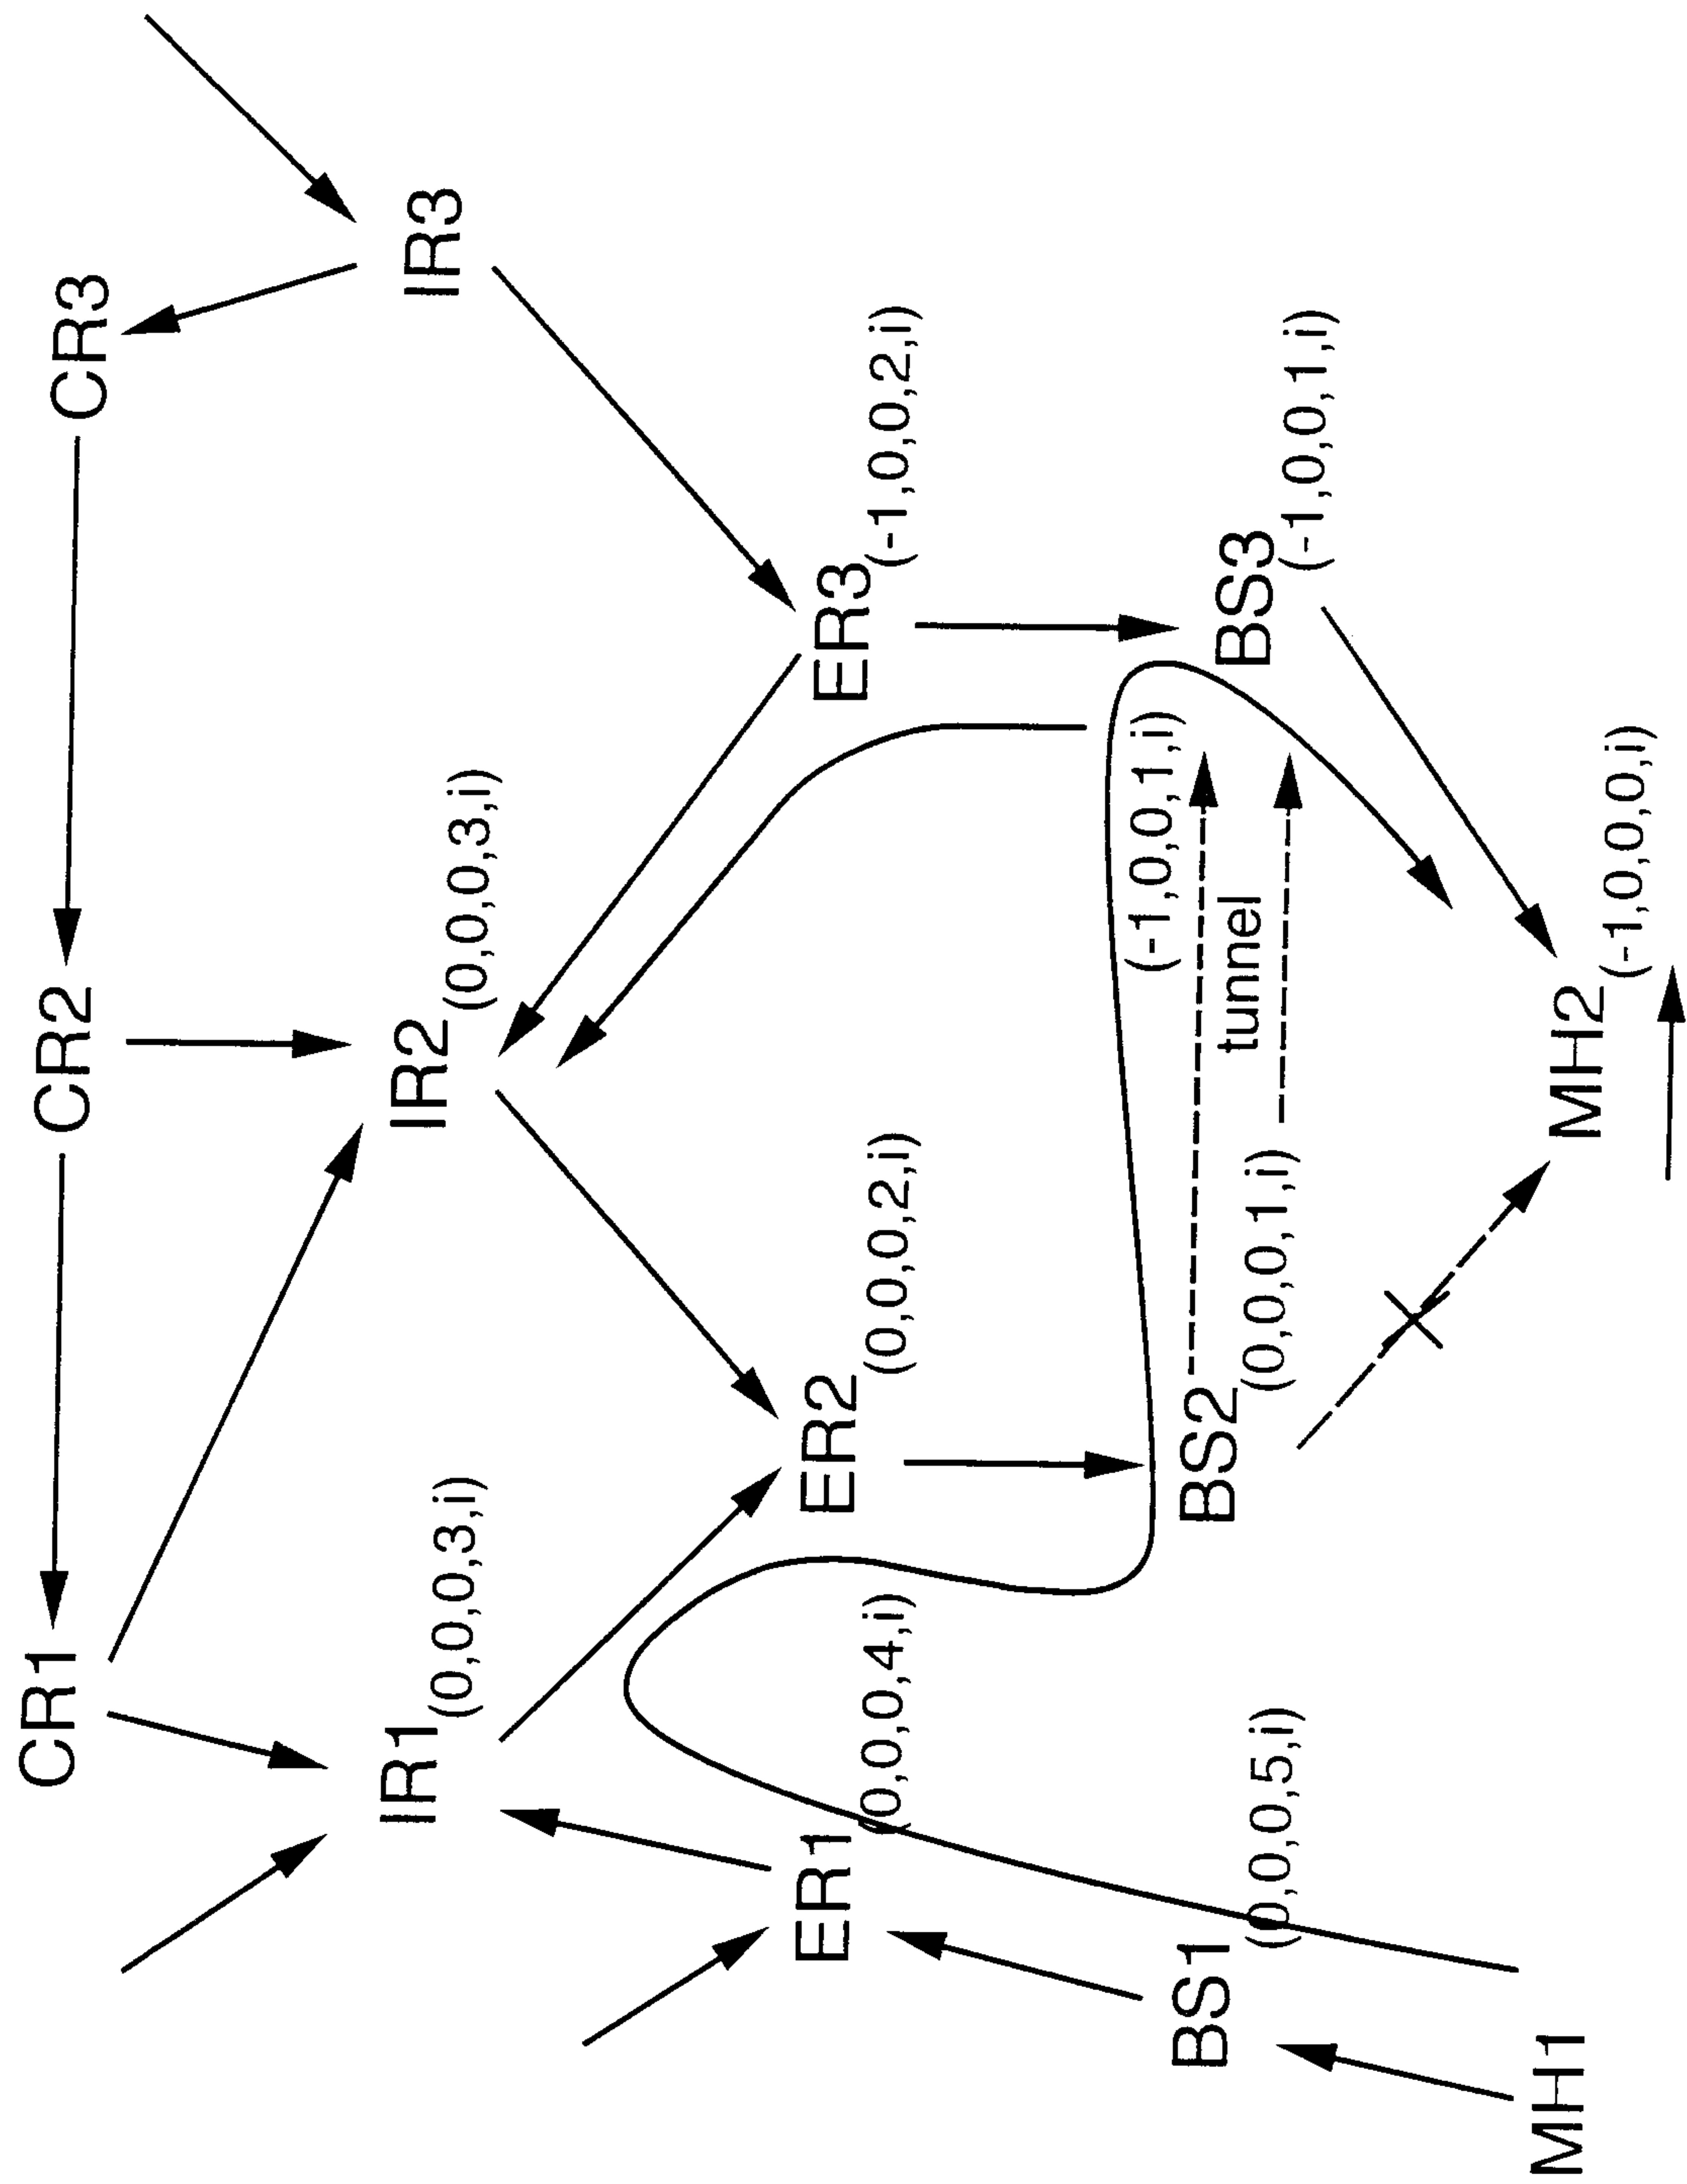 CR1
CR2
CR3
IR1
(0,0,0,3,i)
IR2
(0,0,0,3,i)
IR3
ER1
(0,0,0,4,i)
ER2
(0,0,0,2,i)
ER3
(-1,0,0,2,i)
BS1
(0,0,0,5,i)
BS2
(0,0,0,1,i)
(-1,0,0,1,i)
tunnel
BS3
(-1,0,0,1,i)
MH1
MH2
(-1,0,0,0,i)